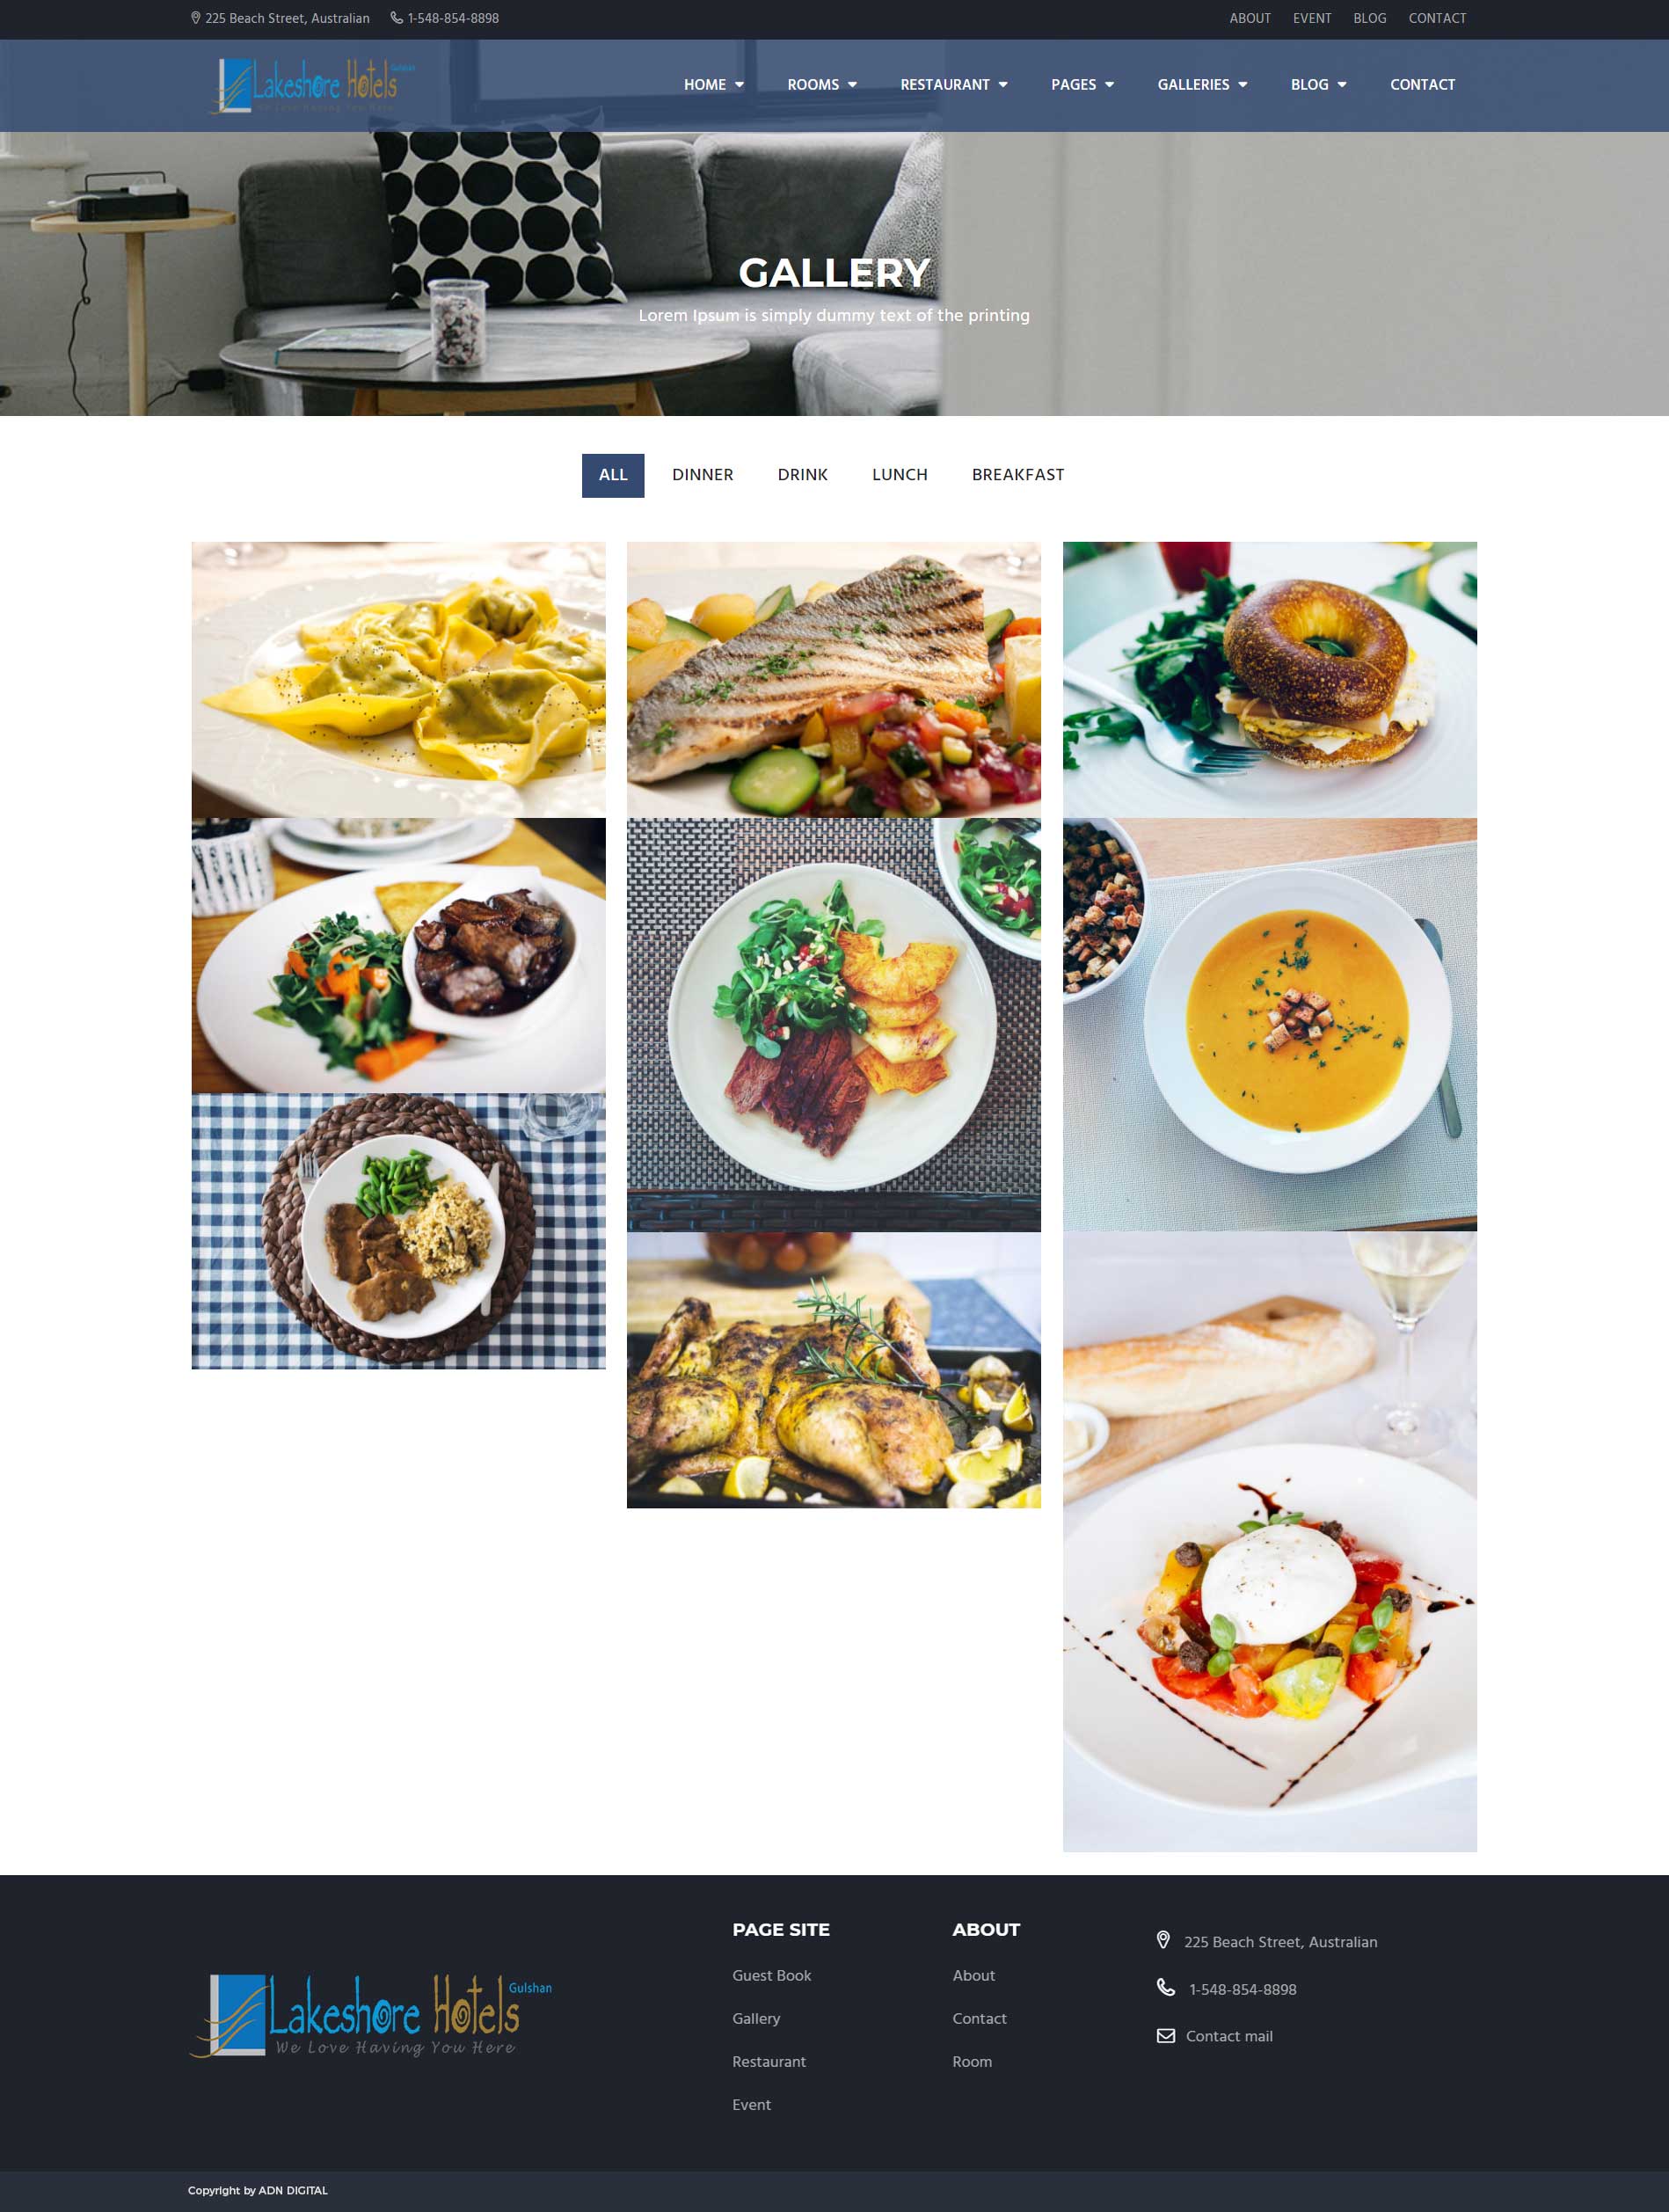 225 Beach Street, Australian 1-548-854-8898 ABOUT EVENT BLOG CONTACT
Lakeshore Hotels Gulshan
We Love Having You Here
HOME ROOMS RESTAURANT PAGES GALLERIES BLOG CONTACT
GALLERY
Lorem Ipsum is simply dummy text of the printing
ALL DINNER DRINK LUNCH BREAKFAST
PAGE SITE
Guest Book
Gallery
Restaurant
Event
ABOUT
About
Contact
Room
225 Beach Street, Australian
1-548-854-8898
Contact mail
Lakeshore Hotels Gulshan
We Love Having You Here
Copyright by ADN DIGITAL